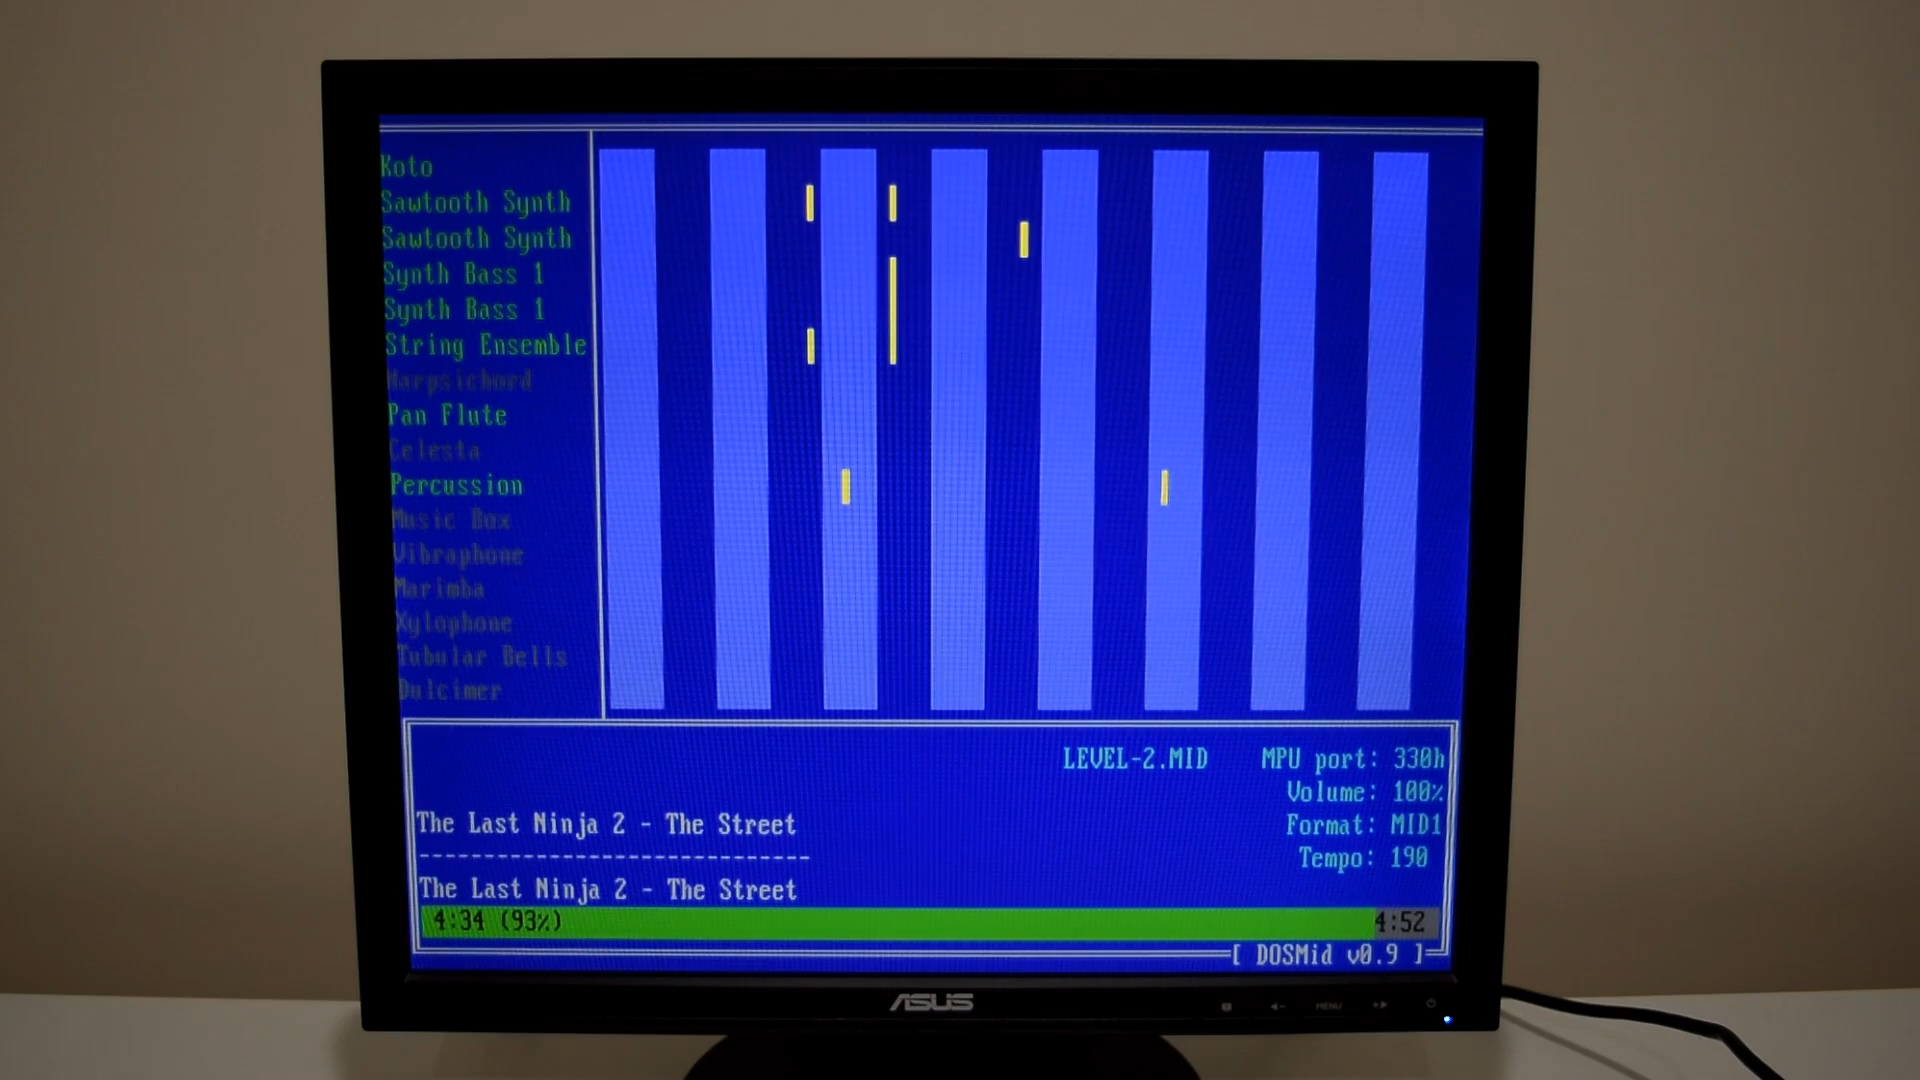 Koto
Sawtooth Synth
Sawtooth Synth
Synth Bass 1
Synth Bass 1
String Ensemble
Harpsichord
Pan Flute
Celesta
Percussion
Music Box
Vibraphone
Marimba
Xylophone
Tubular Bells
Dulcimer
LEVEL-2.MID MPU port: 330h
Volume: 100%
The Last Ninja 2 - The Street Format: MID1
------------------------------ Tempo: 190
The Last Ninja 2 - The Street
4:34 (93%) 4:52
[ DOSMid v0.9 ]
ASUS
MENU